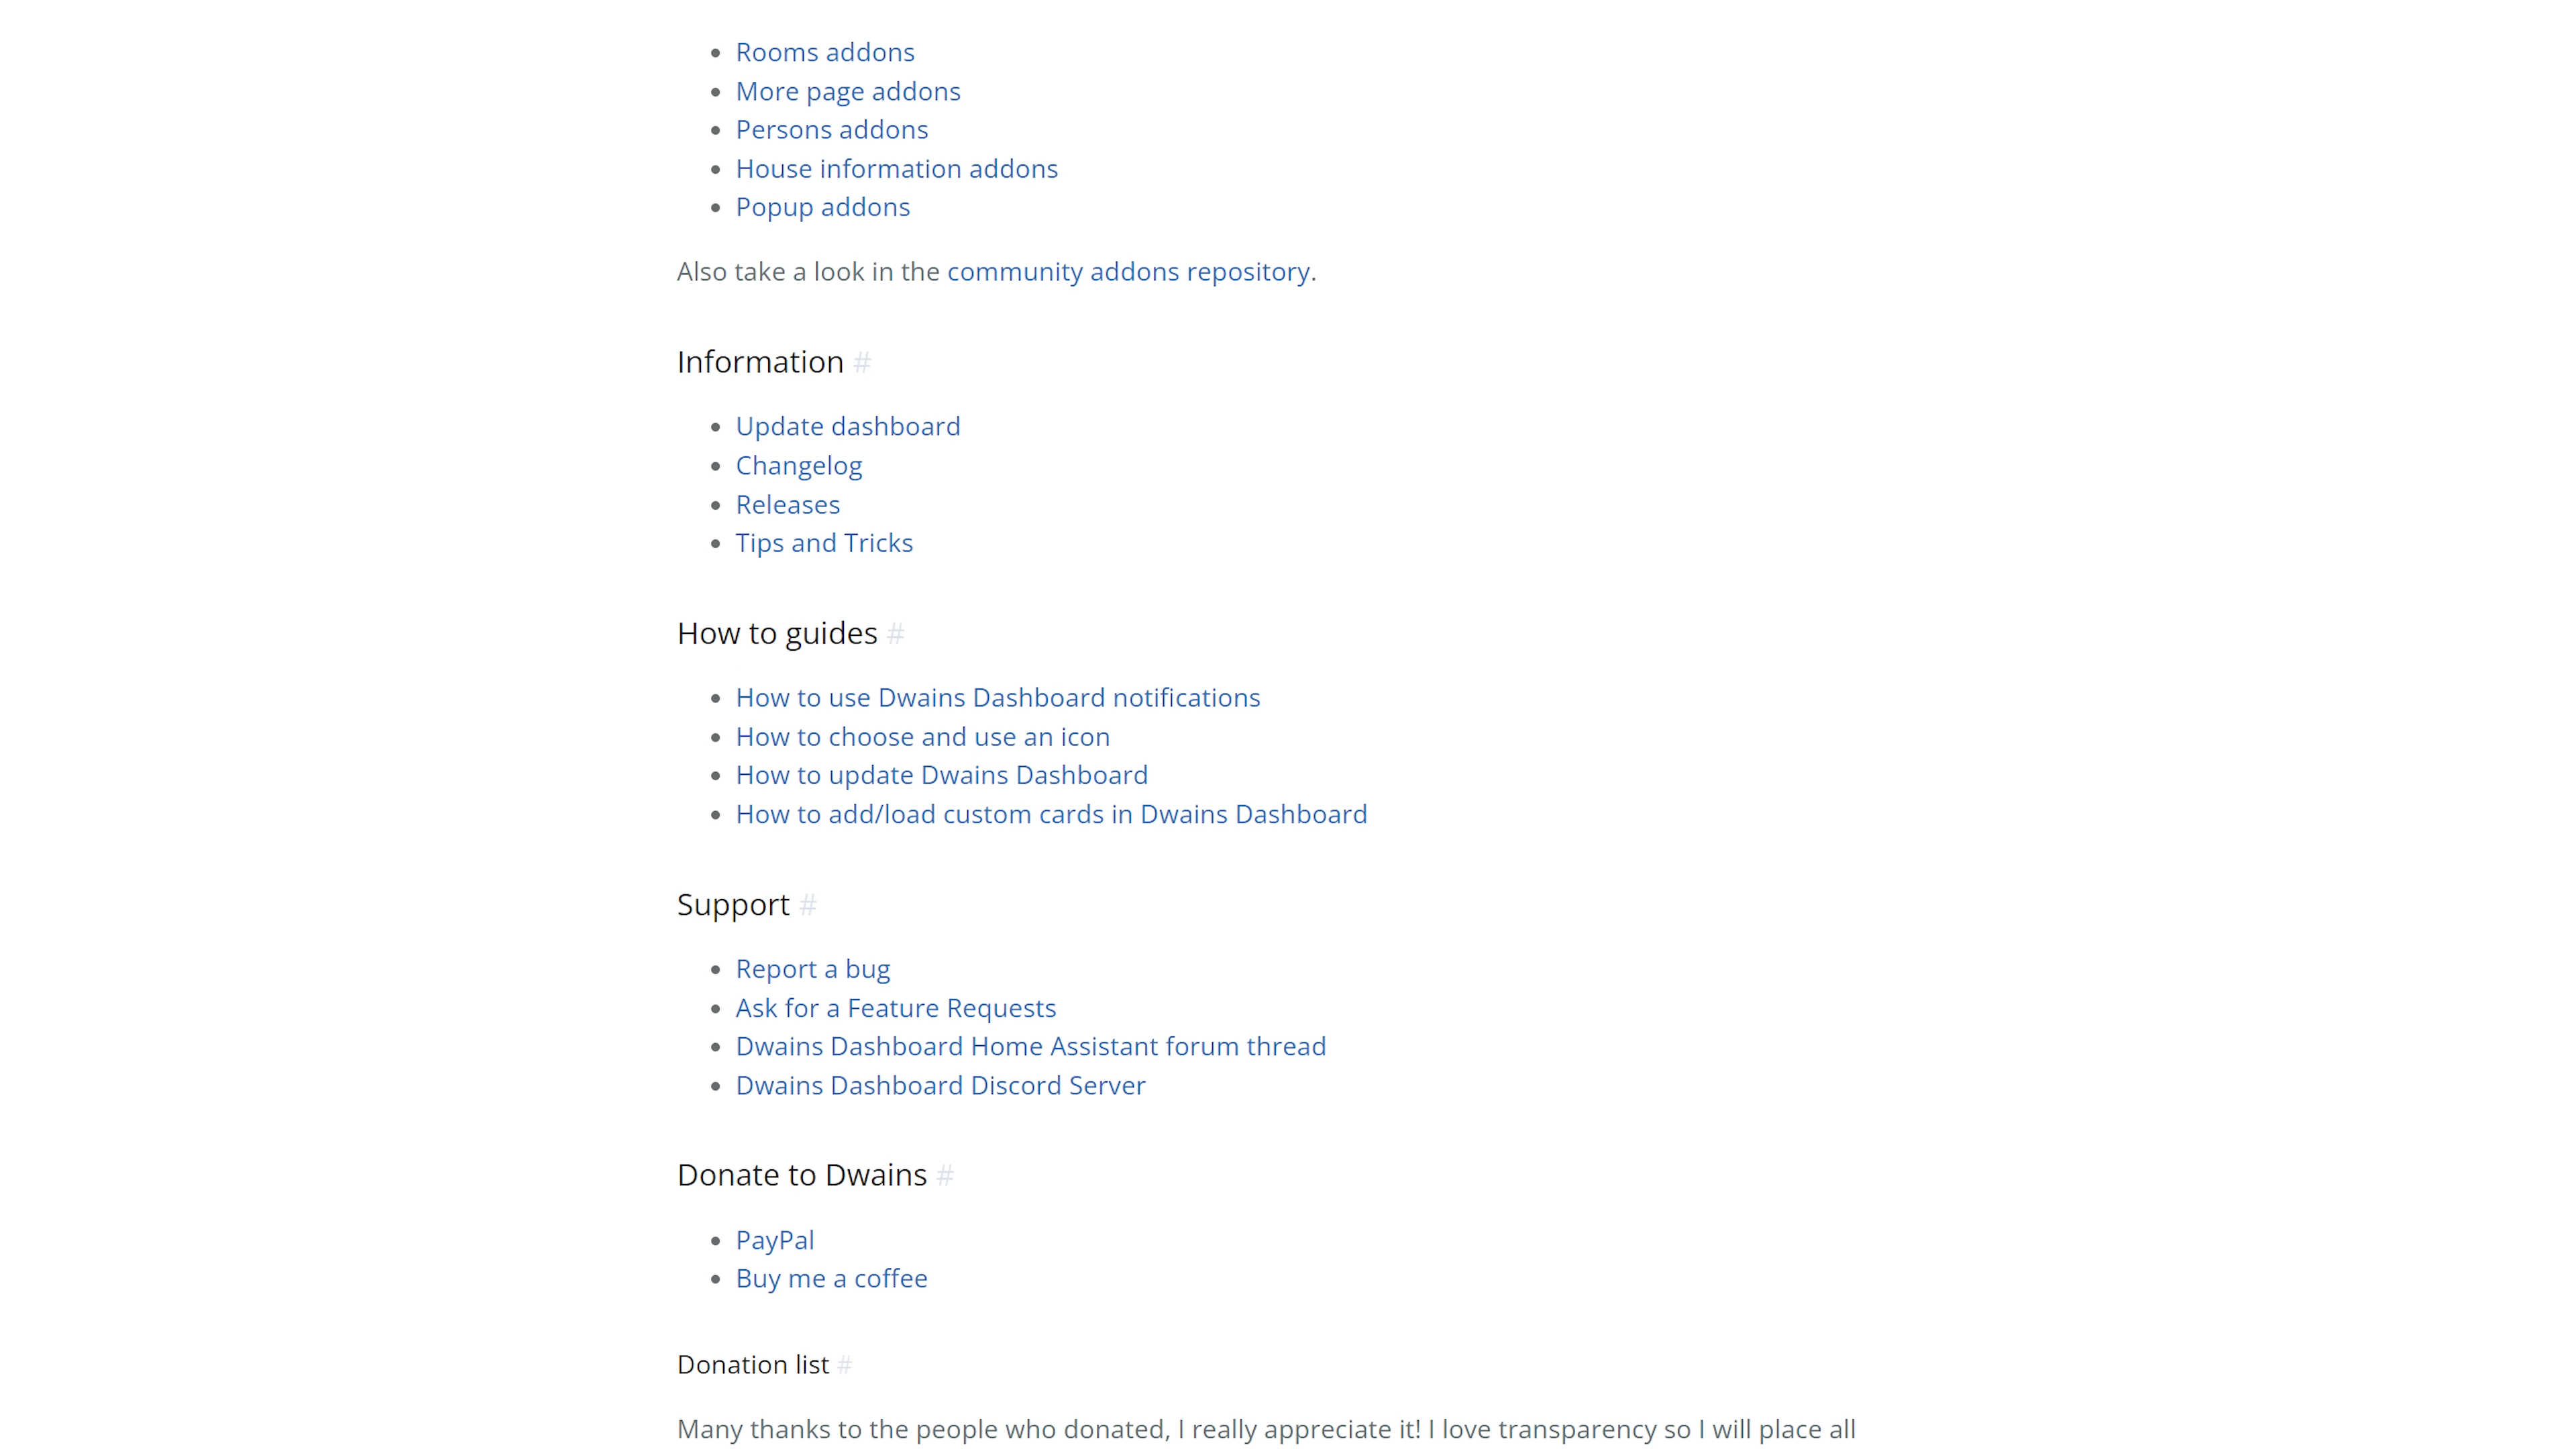 Rooms addons
More page addons
Persons addons
House information addons
Popup addons
Also take a look in the community addons repository.
Information #
Update dashboard
Changelog
Releases
Tips and Tricks
How to guides #
How to use Dwains Dashboard notifications
How to choose and use an icon
How to update Dwains Dashboard
How to add/load custom cards in Dwains Dashboard
Support #
Report a bug
Ask for a Feature Requests
Dwains Dashboard Home Assistant forum thread
Dwains Dashboard Discord Server
Donate to Dwains #
PayPal
Buy me a coffee
Donation list #
Many thanks to the people who donated, I really appreciate it! I love transparency so I will place all